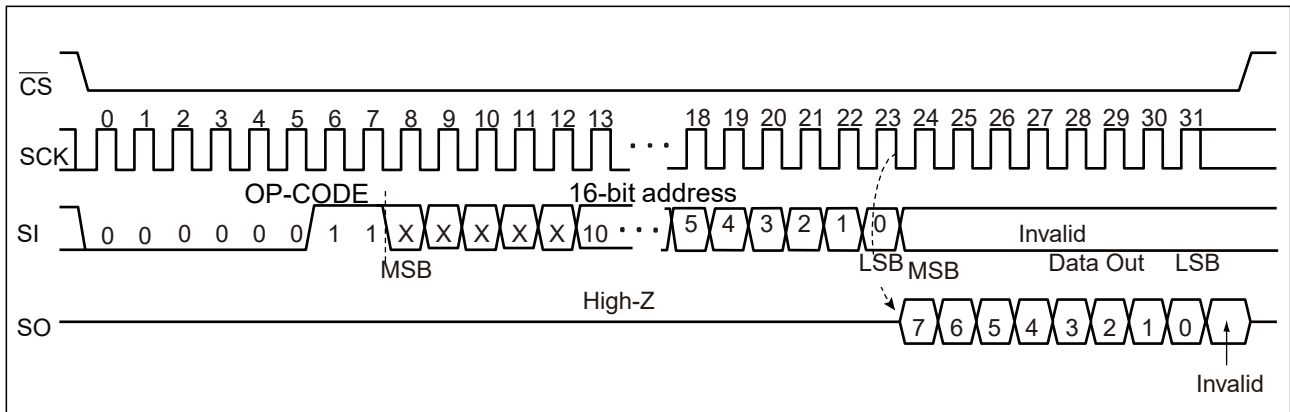 CS
0 1 2 3 4 5 6 7 8 9 10 11 12 13 18 19 20 21 22 23 24 25 26 27 28 29 30 31
SCK
OP-CODE 16-bit address
SI 0 0 0 0 0 0 1 1 X X X X X 10 5 4 3 2 1 0 Invalid
MSB LSB MSB Data Out LSB
High-Z
SO 7 6 5 4 3 2 1 0
Invalid